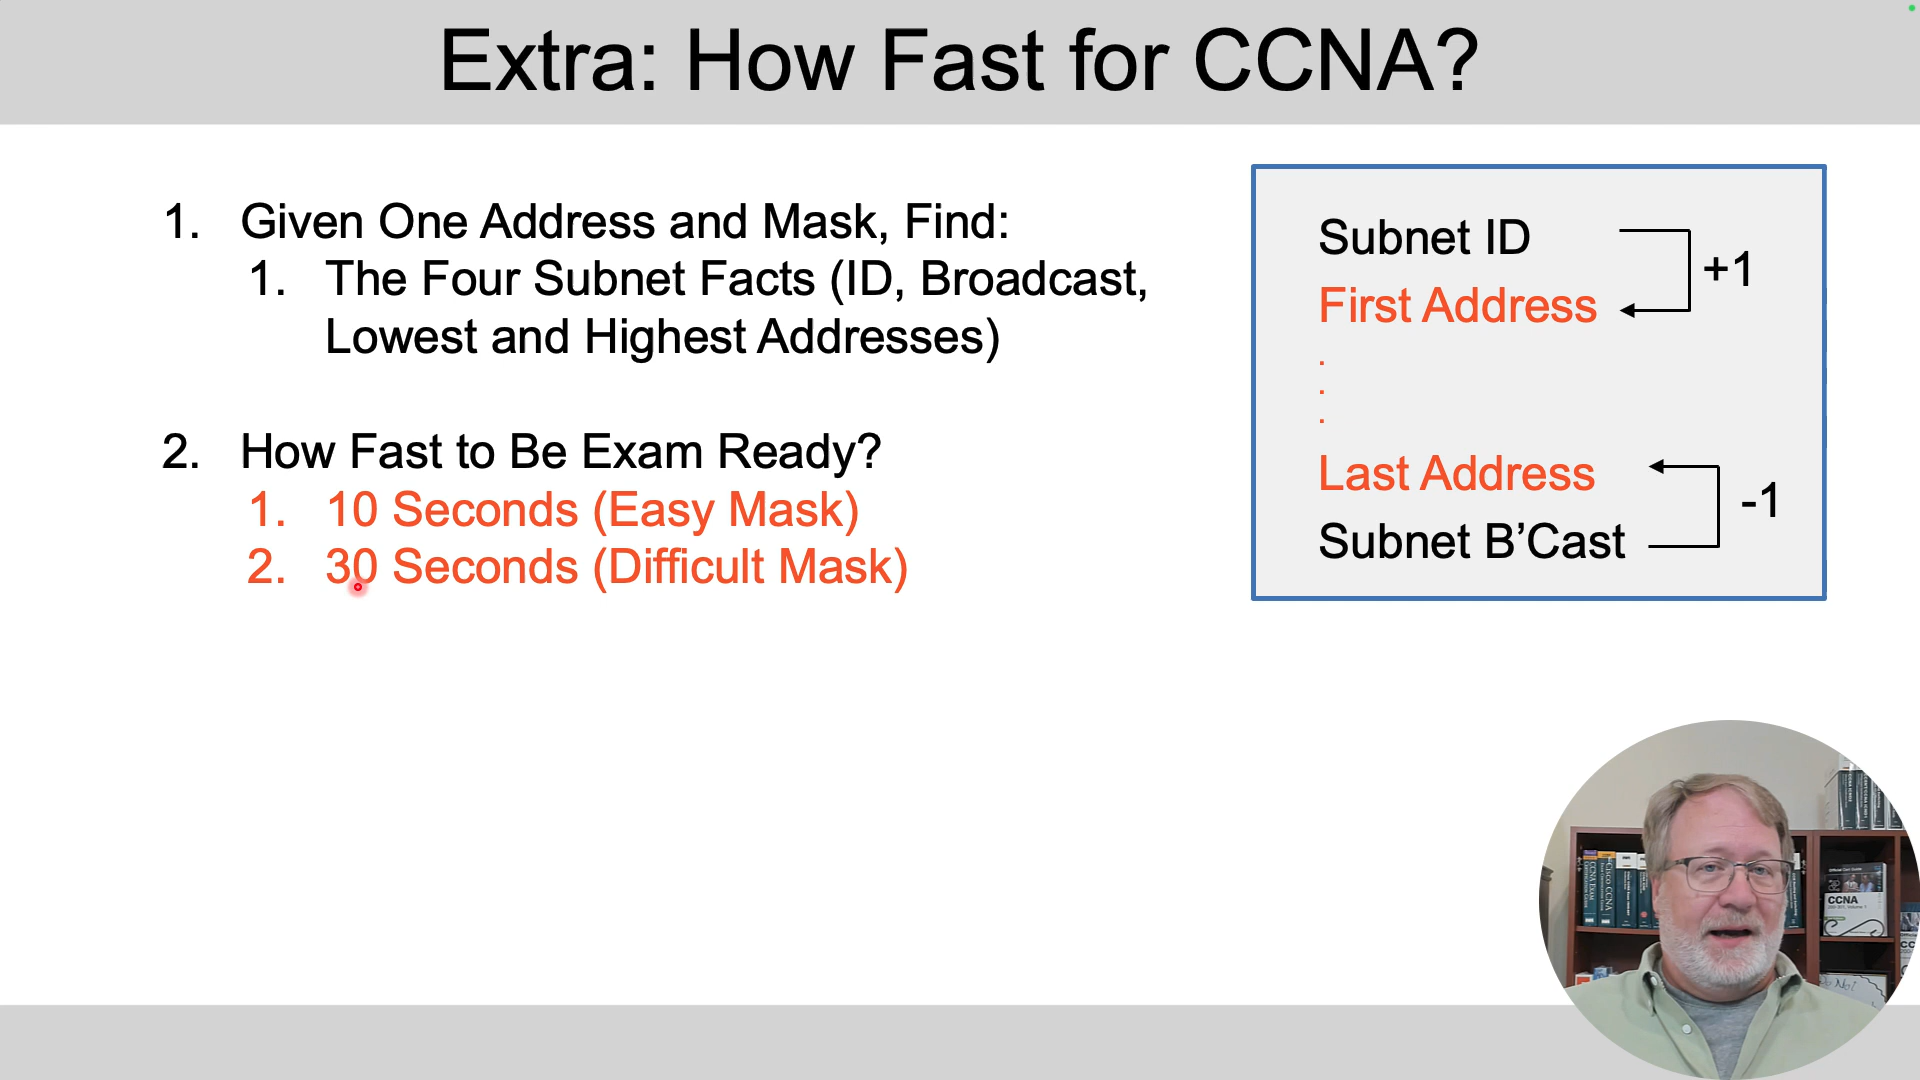 Extra: How Fast for CCNA?
1. Given One Address and Mask, Find:
1. The Four Subnet Facts (ID, Broadcast,
Lowest and Highest Addresses)
2. How Fast to Be Exam Ready?
1. 10 Seconds (Easy Mask)
2. 30 Seconds (Difficult Mask)
Subnet ID
+1
First Address
.
.
.
Last Address
-1
Subnet B’Cast
CCNA